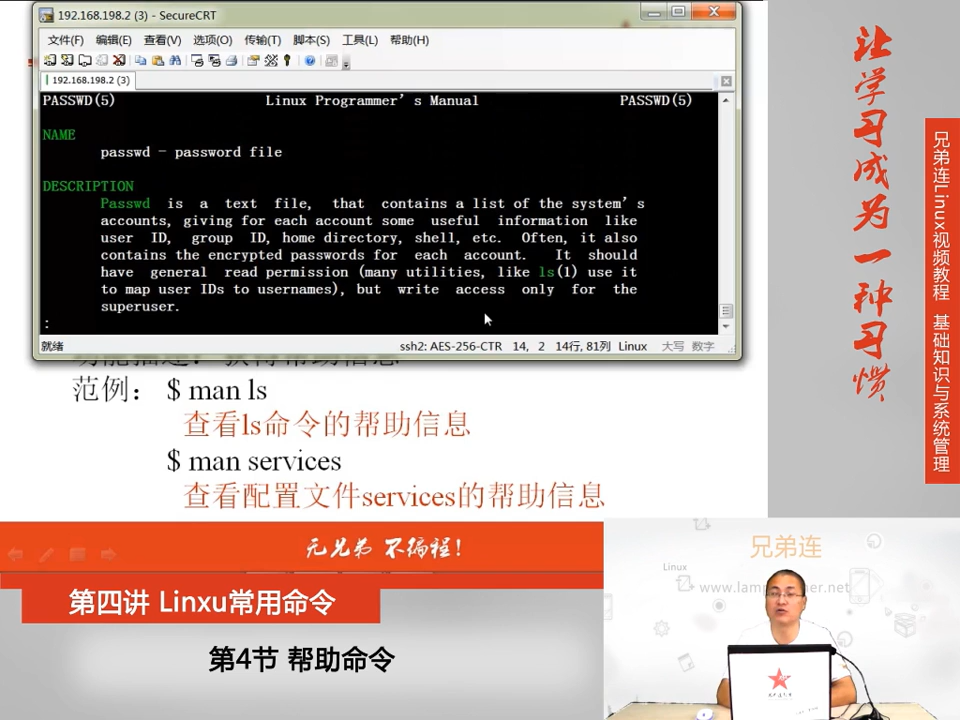 192.168.198.2 (3) - SecureCRT
文件(F) 编辑(E) 查看(V) 选项(O) 传输(T) 脚本(S) 工具(L) 帮助(H)
192.168.198.2 (3)
PASSWD(5) Linux Programmer's Manual PASSWD(5)
NAME
passwd - password file
DESCRIPTION
Passwd is a text file, that contains a list of the system's
accounts, giving for each account some useful information like
user ID, group ID, home directory, shell, etc. Often, it also
contains the encrypted passwords for each account. It should
have general read permission (many utilities, like ls(1) use it
to map user IDs to usernames), but write access only for the
superuser.
:
就绪 ssh2: AES-256-CTR 14, 2 14行, 81列 Linux 大写 数字
功能描述：获得帮助信息
范例： $ man ls
查看ls命令的帮助信息
$ man services
查看配置文件services的帮助信息
无兄弟 不编程!
第四讲 Linxu常用命令
第4节 帮助命令
让学习成为一种习惯
兄弟连Linux视频教程 基础知识与系统管理
兄弟连
Linux